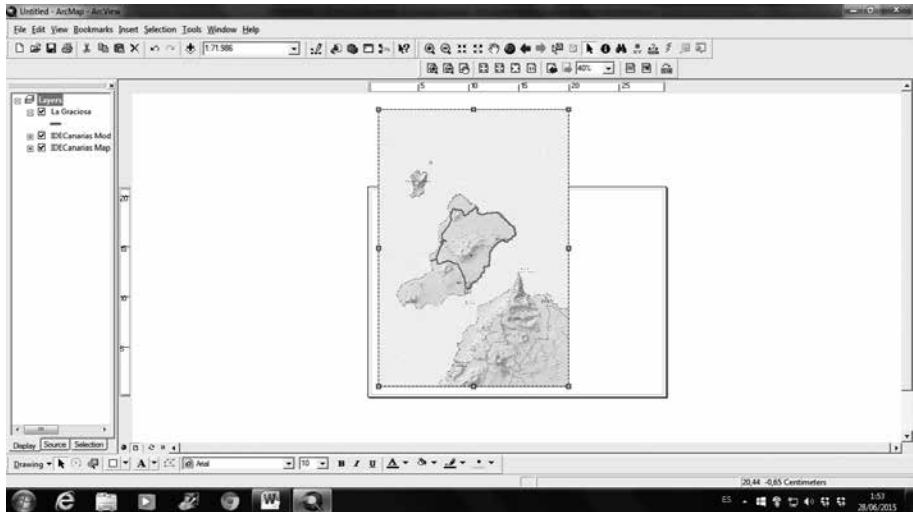 Untitled - ArcMap - ArcView
File Edit View Bookmarks Insert Selection Tools Window Help
1:71.986
40%
Layers
La Graciosa
IDECanarias Mod
IDECanarias Map
5 10 15 20 25
20
15
10
5
Display Source Selection
Drawing A Arial 10 B I U A
20,44 -0,65 Centimeters
ES 1:53
28/06/2015